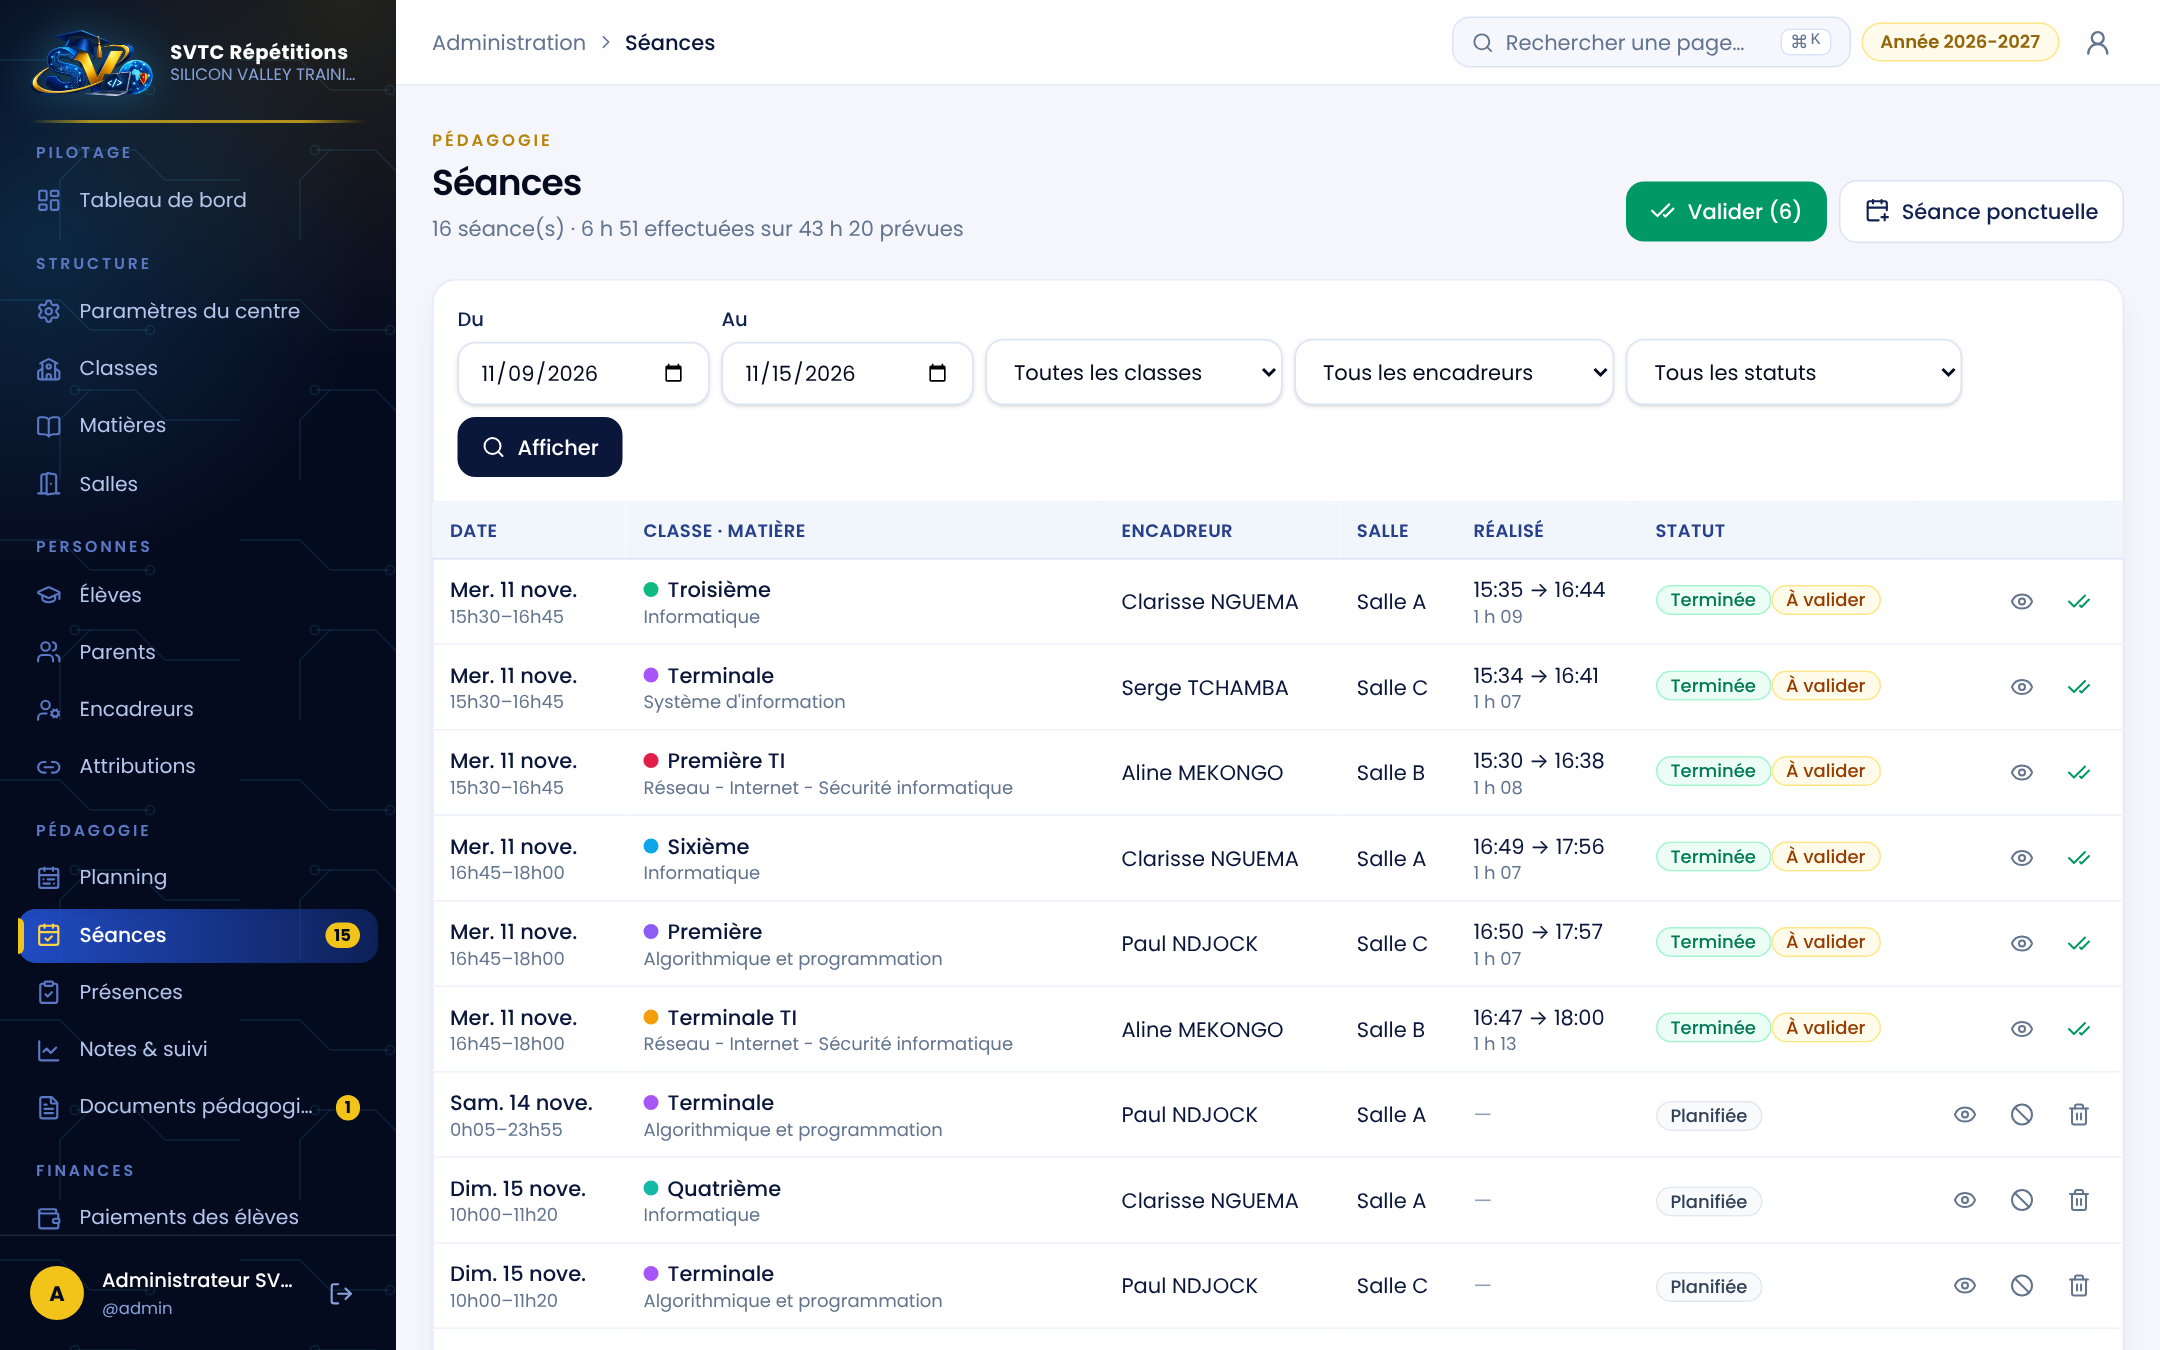 SVTC Répétitions
SILICON VALLEY TRAINI...
PILOTAGE
Tableau de bord
STRUCTURE
Paramètres du centre
Classes
Matières
Salles
PERSONNES
Élèves
Parents
Encadreurs
Attributions
PÉDAGOGIE
Planning
Séances 15
Présences
Notes & suivi
Documents pédagogi... 1
FINANCES
Paiements des élèves
A
Administrateur SV...
@admin
Administration > Séances
Rechercher une page... ⌘ K
Année 2026-2027
PÉDAGOGIE
Séances
16 séance(s) · 6 h 51 effectuées sur 43 h 20 prévues
Valider (6)
Séance ponctuelle
Du
Au
11/09/2026
11/15/2026
Toutes les classes
Tous les encadreurs
Tous les statuts
Afficher
DATE CLASSE · MATIÈRE ENCADREUR SALLE RÉALISÉ STATUT
Mer. 11 nove. Troisième Clarisse NGUEMA Salle A 15:35 → 16:44 Terminée À valider
15h30–16h45 Informatique 1 h 09
Mer. 11 nove. Terminale Serge TCHAMBA Salle C 15:34 → 16:41 Terminée À valider
15h30–16h45 Système d'information 1 h 07
Mer. 11 nove. Première TI Aline MEKONGO Salle B 15:30 → 16:38 Terminée À valider
15h30–16h45 Réseau - Internet - Sécurité informatique 1 h 08
Mer. 11 nove. Sixième Clarisse NGUEMA Salle A 16:49 → 17:56 Terminée À valider
16h45–18h00 Informatique 1 h 07
Mer. 11 nove. Première Paul NDJOCK Salle C 16:50 → 17:57 Terminée À valider
16h45–18h00 Algorithmique et programmation 1 h 07
Mer. 11 nove. Terminale TI Aline MEKONGO Salle B 16:47 → 18:00 Terminée À valider
16h45–18h00 Réseau - Internet - Sécurité informatique 1 h 13
Sam. 14 nove. Terminale Paul NDJOCK Salle A — Planifiée
0h05–23h55 Algorithmique et programmation
Dim. 15 nove. Quatrième Clarisse NGUEMA Salle A — Planifiée
10h00–11h20 Informatique
Dim. 15 nove. Terminale Paul NDJOCK Salle C — Planifiée
10h00–11h20 Algorithmique et programmation